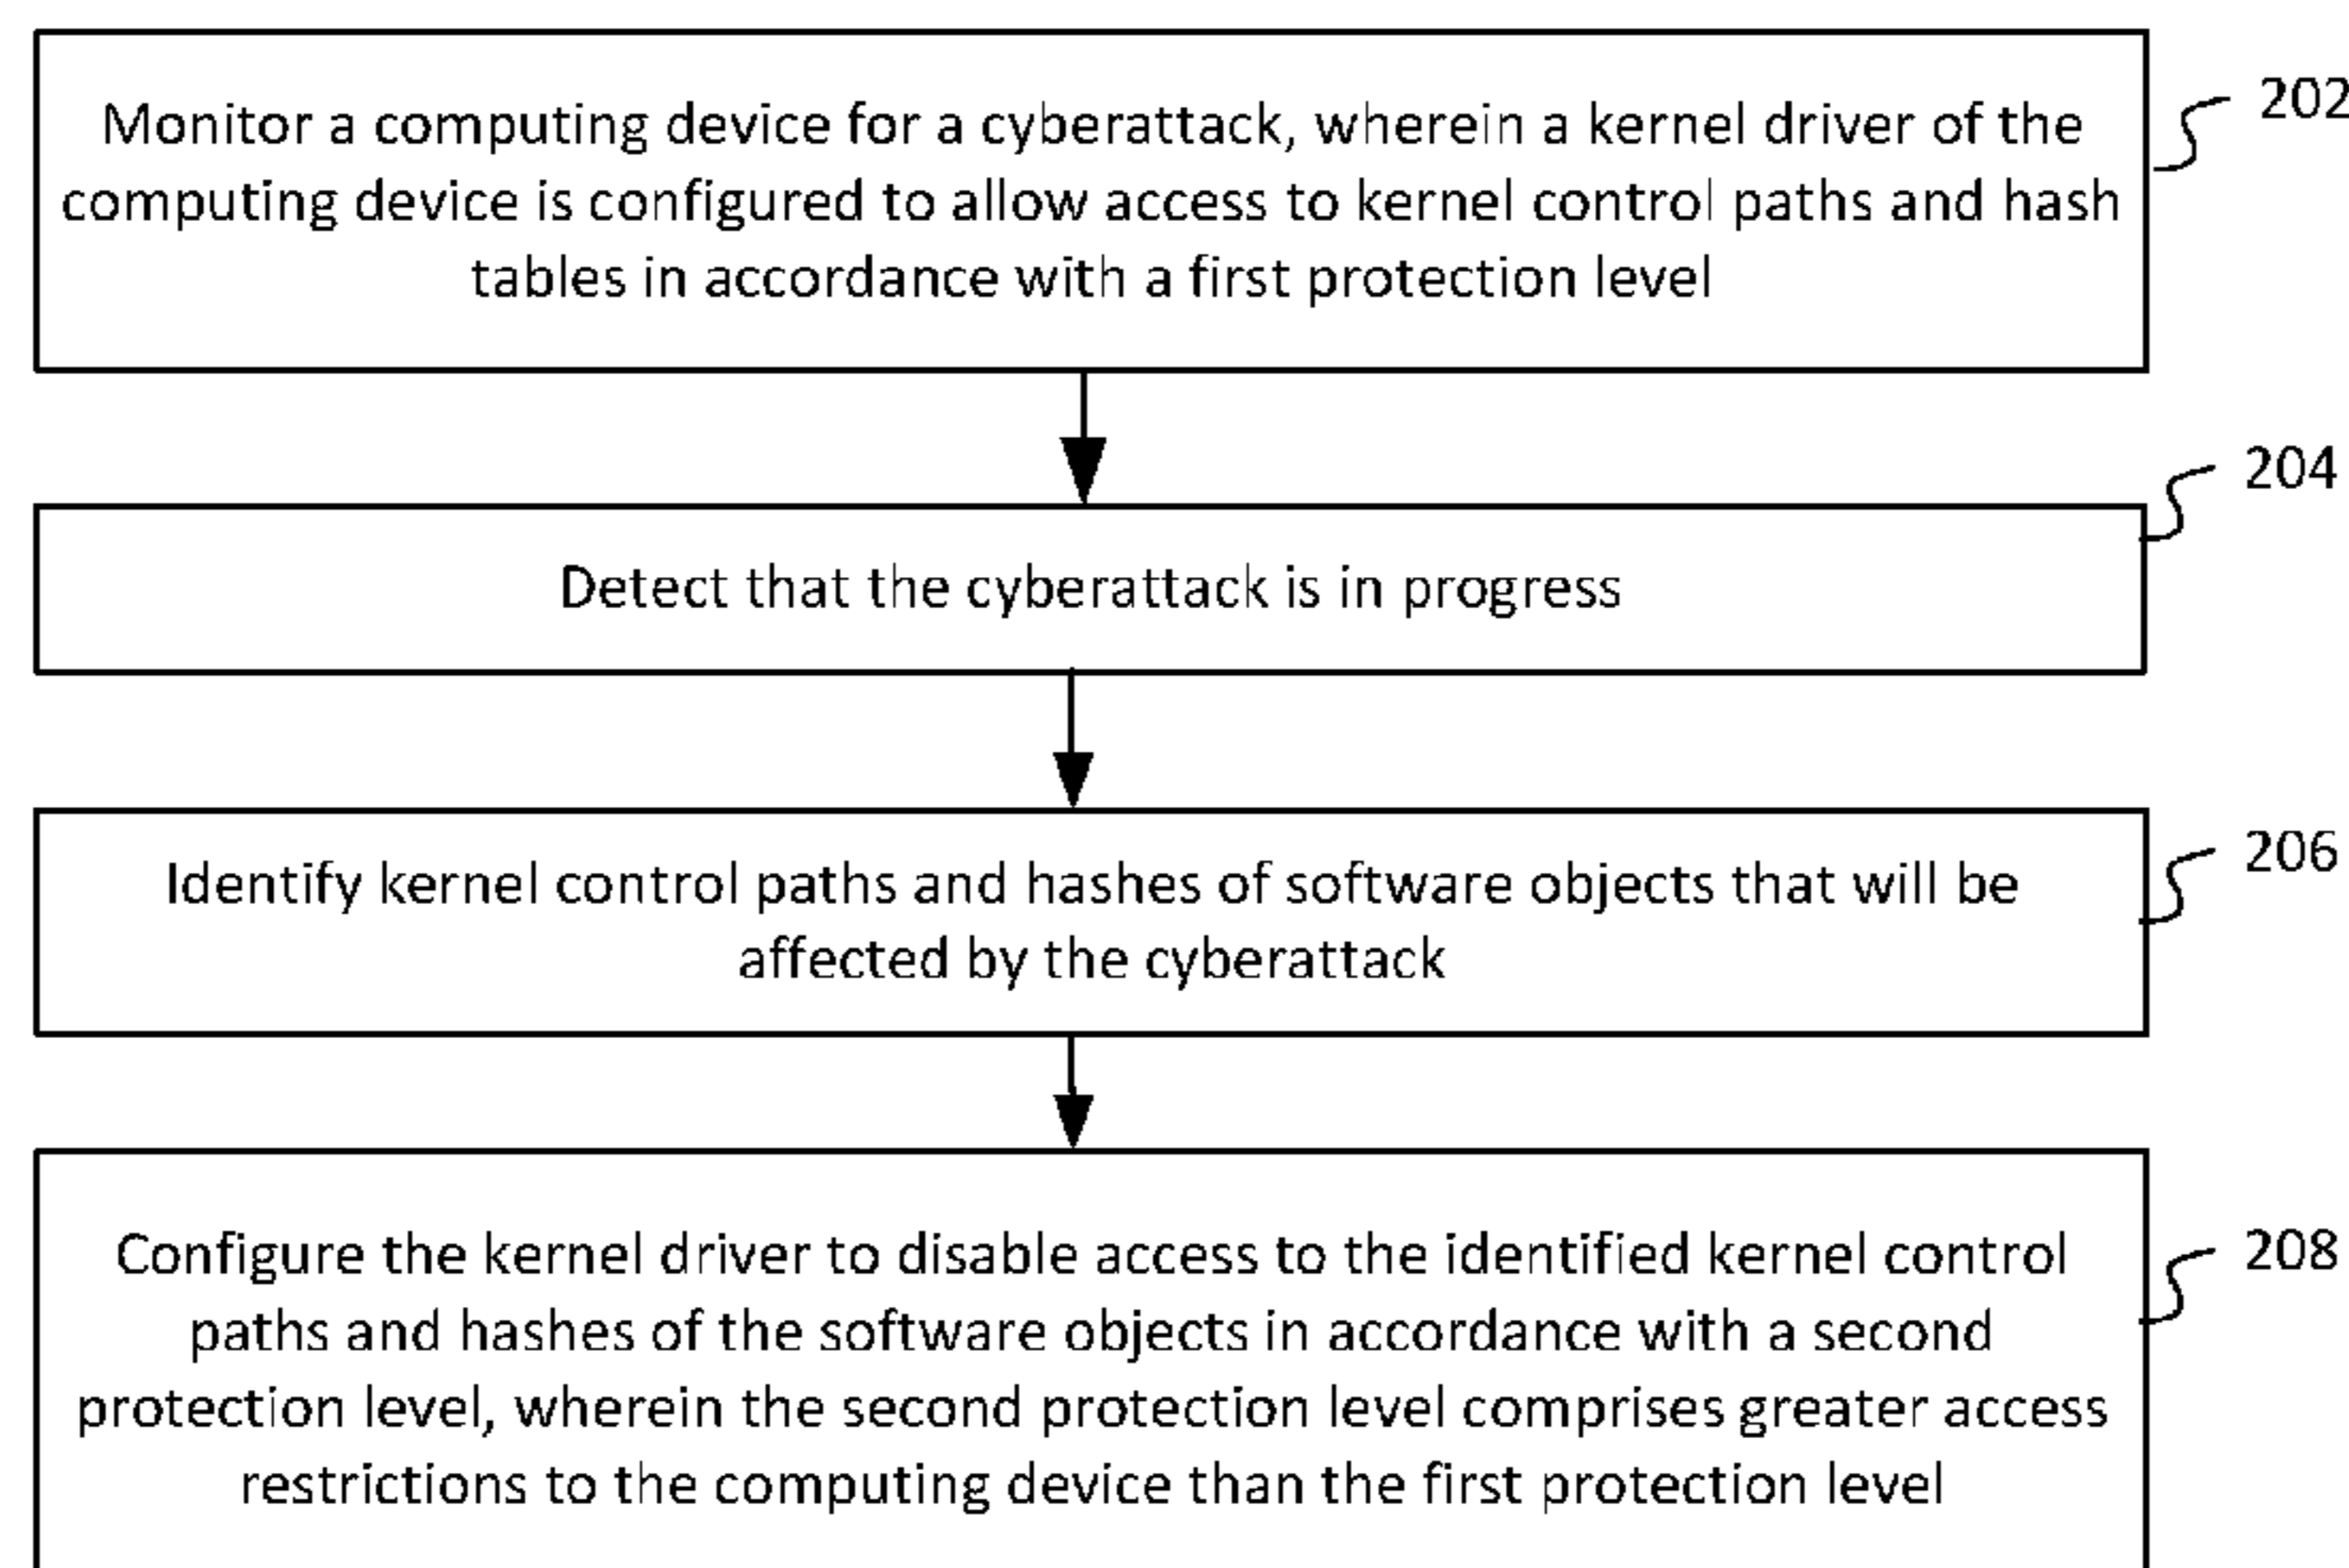 Monitor a computing device for a cyberattack, wherein a kernel driver of the
computing device is configured to allow access to kernel control paths and hash
tables in accordance with a first protection level
202
Detect that the cyberattack is in progress
204
Identify kernel control paths and hashes of software objects that will be
affected by the cyberattack
206
Configure the kernel driver to disable access to the identified kernel control
paths and hashes of the software objects in accordance with a second
protection level, wherein the second protection level comprises greater access
restrictions to the computing device than the first protection level
208